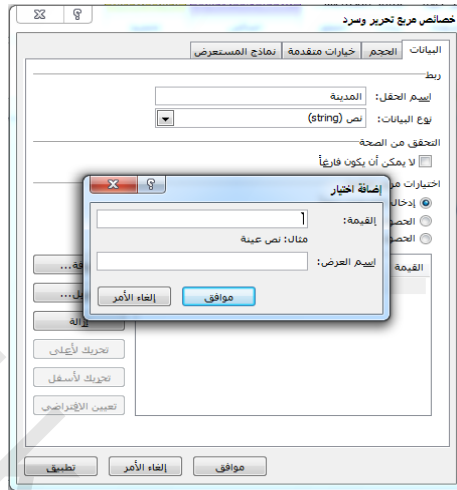 خصائص مربع تحرير وسرد
البيانات الحجم خيارات متقدمة نماذج المستعرض
ربط
اسم الحقل: المدينة
نوع البيانات: نص (string)
التحقق من الصحة
لا يمكن أن يكون فارغاً
إضافة اختيار
القيمة:
مثال: نص عينة
اسم العرض:
موافق إلغاء الأمر
القيمة
إزالة
تحريك لأعلى
تحريك لأسفل
تعيين الافتراضي
موافق إلغاء الأمر تطبيق